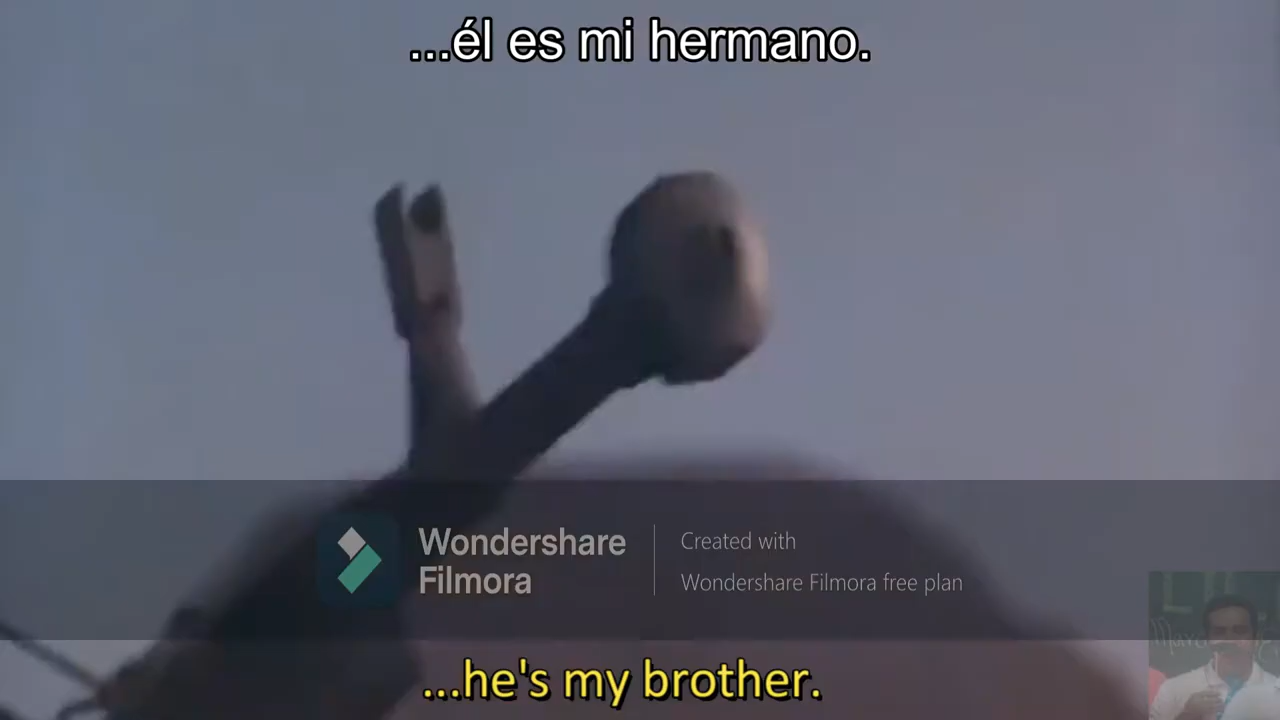 ...él es mi hermano.
Wondershare
Filmora
Created with
Wondershare Filmora free plan
...he's my brother.